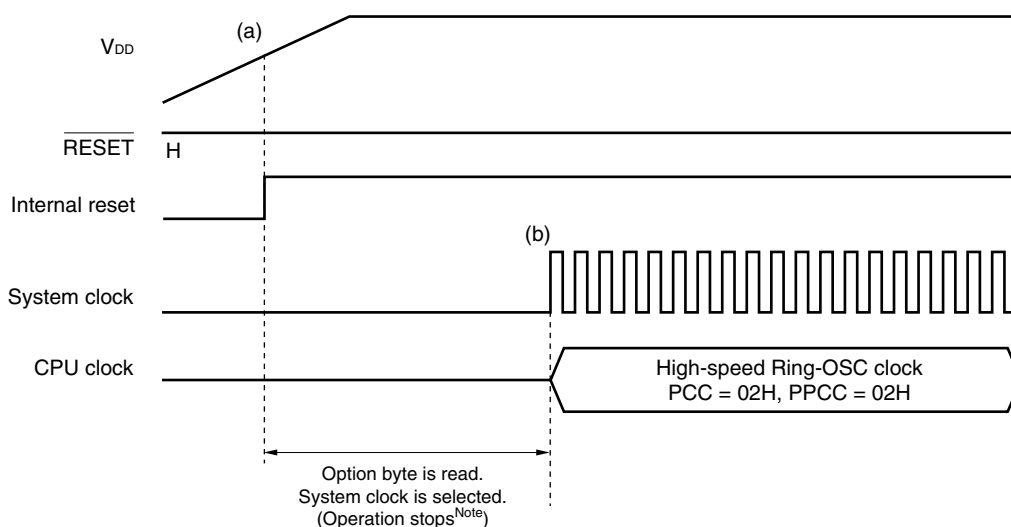 (a)
VDD
RESET
H
Internal reset
(b)
System clock
CPU clock
High-speed Ring-OSC clock
PCC = 02H, PPCC = 02H
Option byte is read.
System clock is selected.
(Operation stopsNote)